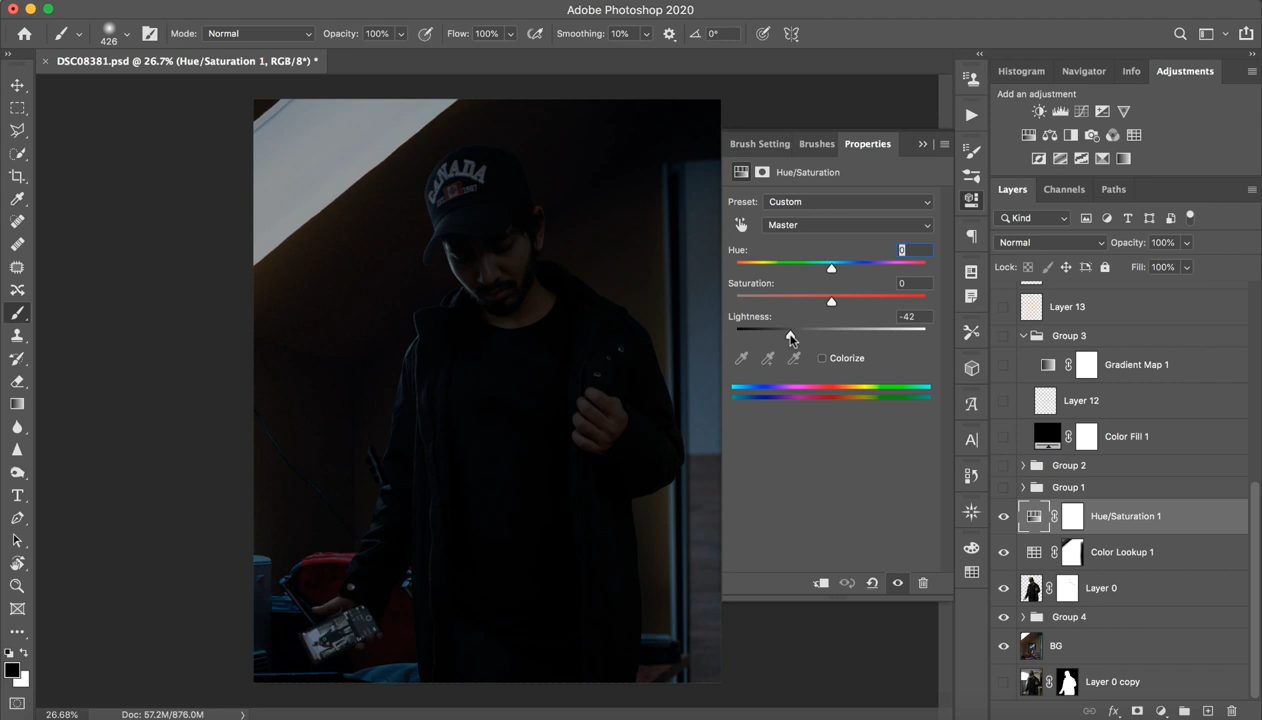 Adobe Photoshop 2020
426
Mode: Normal
Opacity: 100%
Flow: 100%
Smoothing: 10%
0°
DSC08381.psd @ 26.7% (Hue/Saturation 1, RGB/8*) *
Histogram Navigator Info Adjustments
Add an adjustment
Brush Setting Brushes Properties
Hue/Saturation
Preset: Custom
Master
Hue: 0
Saturation: 0
Lightness: -42
Colorize
Layers Channels Paths
Kind
Normal Opacity: 100%
Lock: Fill: 100%
Layer 13
Group 3
Gradient Map 1
Layer 12
Color Fill 1
Group 2
Group 1
Hue/Saturation 1
Color Lookup 1
Layer 0
Group 4
BG
Layer 0 copy
CANADA
26.68% Doc: 57.2M/876.0M